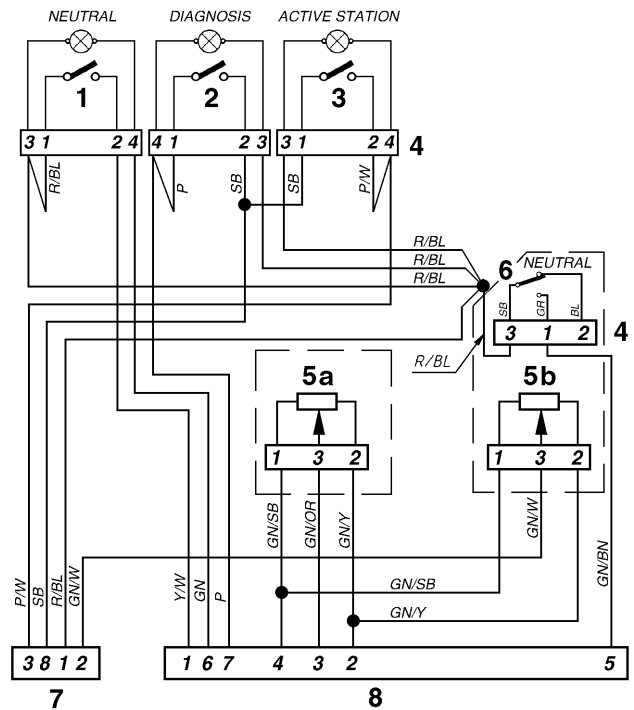 NEUTRAL DIAGNOSIS ACTIVE STATION
1 2 3
3 1 2 4 4 1 2 3 3 1 2 4 4
R/BL P SB SB P/W
R/BL
R/BL
R/BL
6 NEUTRAL
SB GR BL
3 1 2 4
R/BL
5a 5b
1 3 2 1 3 2
GN/SB GN/OR GN/Y GN/W
P/W SB R/BL GN/W Y/W GN P GN/BN
GN/SB
GN/Y
3 8 1 2 1 6 7 4 3 2 5
7 8